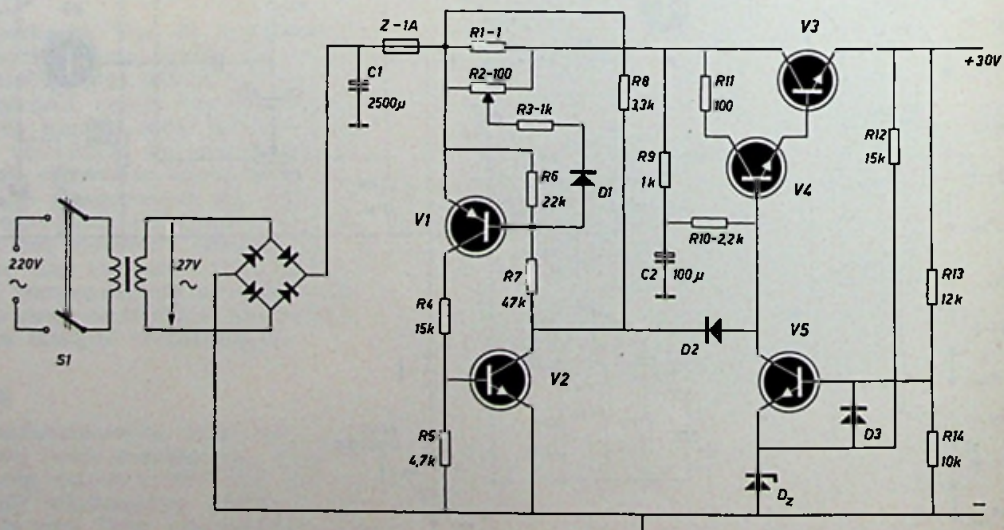 Z-1A
C1
2500µ
R1-1
R2-100
R3-1k
R8
3,3k
R11
100
V3
+30V
R12
15k
R9
1k
V4
R6
22k
D1
V1
R10-2,2k
C2
100µ
220V
~
27V
~
R7
47k
R13
12k
R4
15k
S1
D2
V5
V2
R5
4,7k
D3
R14
10k
Dz
−